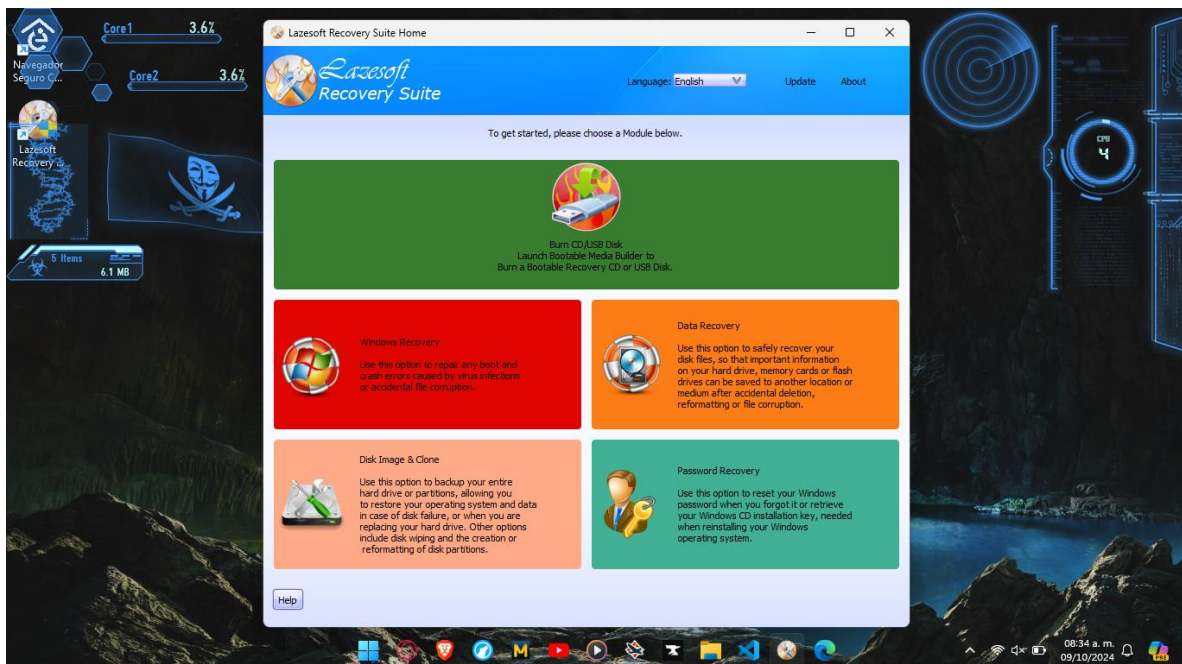 Core1 3.6%
Core2 3.6%
Navegador
Seguro C...
Lazesoft
Recovery ...
5 Items
6.1 MB
Lazesoft Recovery Suite Home
Lazesoft
Recovery Suite
Language: English
Update
About
To get started, please choose a Module below.
Burn CD/USB Disk
Launch Bootable Media Builder to
Burn a Bootable Recovery CD or USB Disk.
Windows Recovery
Use this option to repair any boot and
crash errors caused by virus infections
or accidental file corruption.
Data Recovery
Use this option to safely recover your
disk files, so that important information
on your hard drive, memory cards or flash
drives can be saved to another location or
medium after accidental deletion,
reformatting or file corruption.
Disk Image & Clone
Use this option to backup your entire
hard drive or partitions, allowing you
to restore your operating system and data
in case of disk failure, or when you are
replacing your hard drive. Other options
include disk wiping and the creation or
reformatting of disk partitions.
Password Recovery
Use this option to reset your Windows
password when you forgot it or retrieve
your Windows CD installation key, needed
when reinstalling your Windows
operating system.
Help
CPU
4
M
08:34 a. m.
09/10/2024
PRE